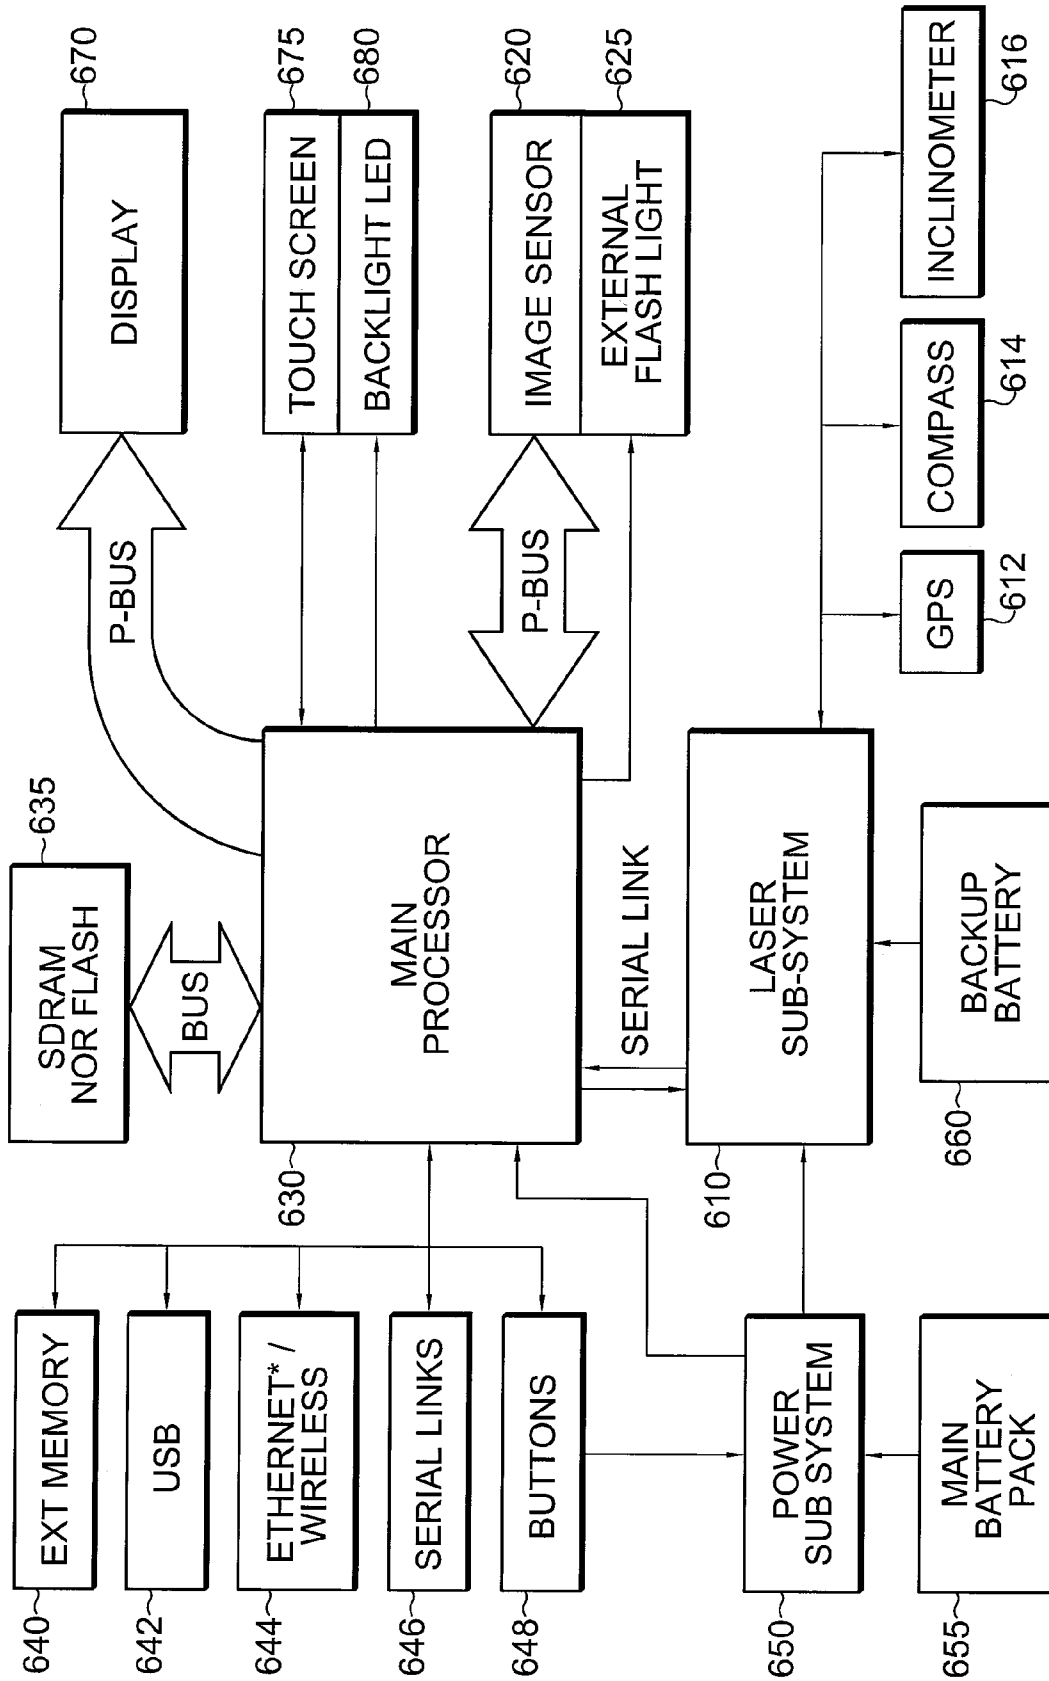 640
EXT MEMORY
642
USB
644
ETHERNET* /
WIRELESS
646
SERIAL LINKS
648
BUTTONS
650
POWER
SUB SYSTEM
655
MAIN
BATTERY
PACK
635
SDRAM
NOR FLASH
BUS
630
MAIN
PROCESSOR
SERIAL LINK
610
LASER
SUB-SYSTEM
660
BACKUP
BATTERY
P-BUS
P-BUS
670
DISPLAY
675
TOUCH SCREEN
680
BACKLIGHT LED
620
IMAGE SENSOR
625
EXTERNAL
FLASH LIGHT
GPS
612
COMPASS
614
INCLINOMETER
616